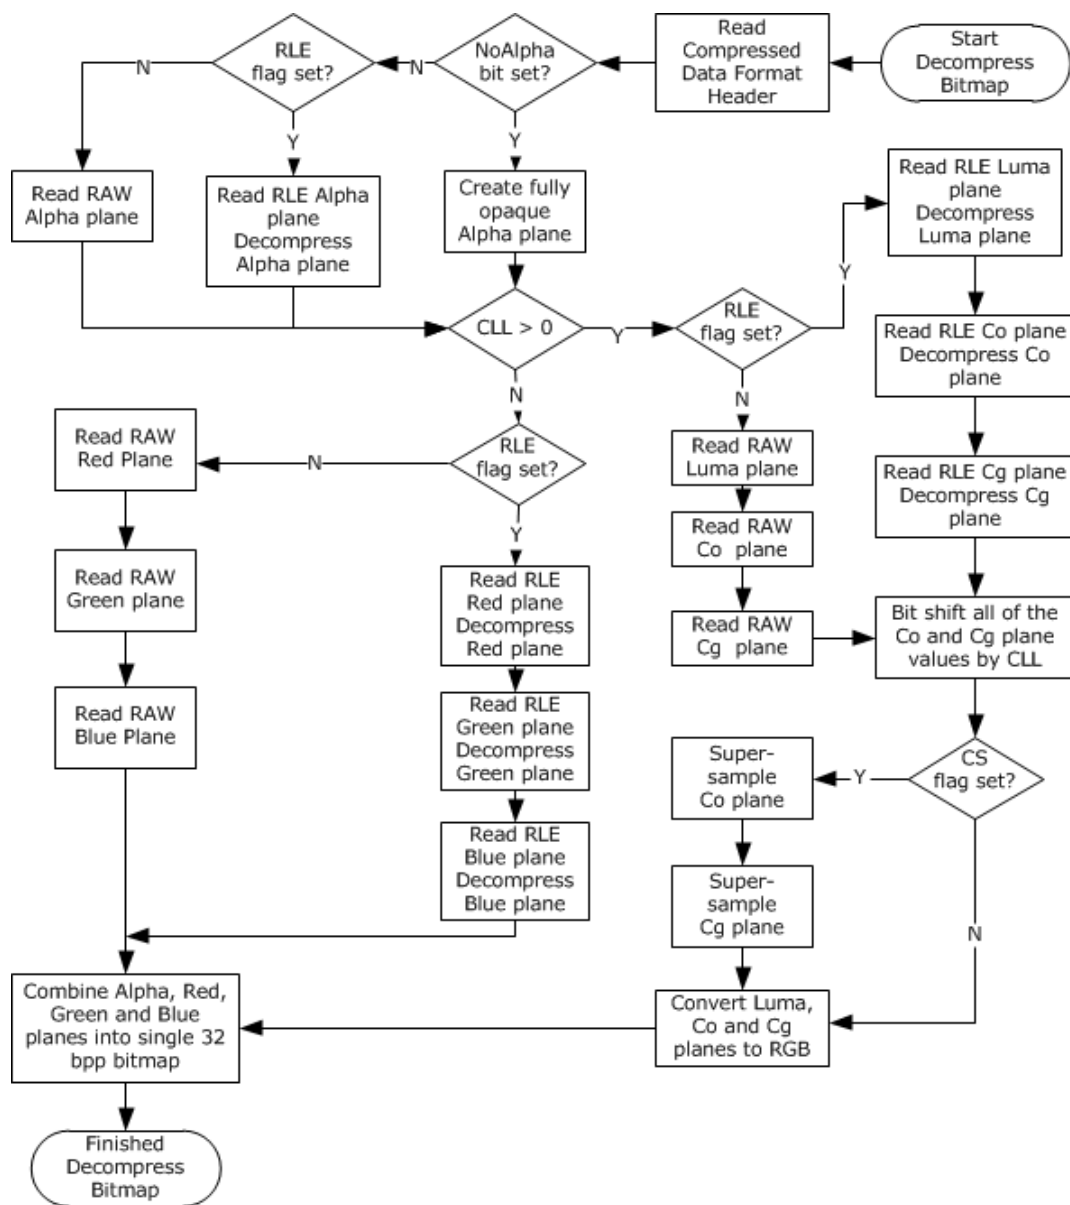 Start
Decompress
Bitmap
Read
Compressed
Data Format
Header
NoAlpha
bit set?
N
RLE
flag set?
N
Y
Y
Read RAW
Alpha plane
Read RLE Alpha
plane
Decompress
Alpha plane
Create fully
opaque
Alpha plane
CLL > 0
Y
RLE
flag set?
Y
Read RLE Luma
plane
Decompress
Luma plane
Read RLE Co plane
Decompress Co
plane
Read RLE Cg plane
Decompress Cg
plane
N
Read RAW
Luma plane
Read RAW
Co plane
Read RAW
Cg plane
Bit shift all of the
Co and Cg plane
values by CLL
CS
flag set?
Y
Super-
sample
Co plane
Super-
sample
Cg plane
N
Convert Luma,
Co and Cg
planes to RGB
N
RLE
flag set?
N
Read RAW
Red Plane
Read RAW
Green plane
Read RAW
Blue Plane
Y
Read RLE
Red plane
Decompress
Red plane
Read RLE
Green plane
Decompress
Green plane
Read RLE
Blue plane
Decompress
Blue plane
Combine Alpha, Red,
Green and Blue
planes into single 32
bpp bitmap
Finished
Decompress
Bitmap